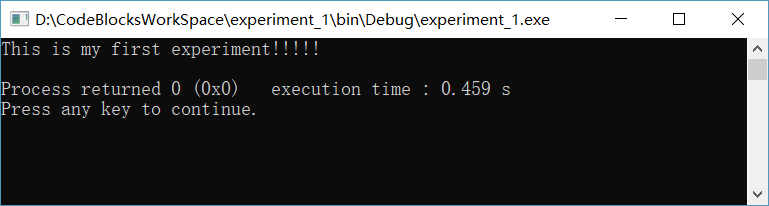 D:\CodeBlocksWorkSpace\experiment_1\bin\Debug\experiment_1.exe
This is my first experiment!!!!!
Process returned 0 (0x0)   execution time : 0.459 s
Press any key to continue.